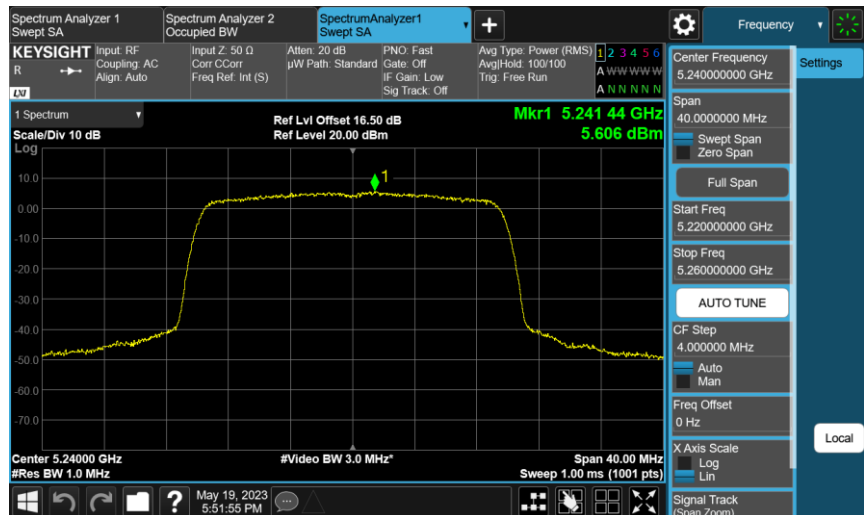 Spectrum Analyzer 1
Swept SA
Spectrum Analyzer 2
Occupied BW
SpectrumAnalyzer1
Swept SA
Frequency
KEYSIGHT
R
LXI
Input: RF
Coupling: AC
Align: Auto
Input Z: 50 Ω
Corr CCorr
Freq Ref: Int (S)
Atten: 20 dB
µW Path: Standard
PNO: Fast
Gate: Off
IF Gain: Low
Sig Track: Off
Avg Type: Power (RMS)
Avg|Hold: 100/100
Trig: Free Run
1 2 3 4 5 6
A W W W W W
A N N N N N
1 Spectrum
Scale/Div 10 dB
Log
Ref Lvl Offset 16.50 dB
Ref Level 20.00 dBm
Mkr1 5.241 44 GHz
5.606 dBm
1
10.0
0.00
-10.0
-20.0
-30.0
-40.0
-50.0
-60.0
-70.0
Center 5.24000 GHz
#Res BW 1.0 MHz
#Video BW 3.0 MHz*
Span 40.00 MHz
Sweep 1.00 ms (1001 pts)
?
May 19, 2023
5:51:55 PM
Center Frequency
5.240000000 GHz
Span
40.0000000 MHz
Swept Span
Zero Span
Full Span
Start Freq
5.220000000 GHz
Stop Freq
5.260000000 GHz
AUTO TUNE
CF Step
4.000000 MHz
Auto
Man
Freq Offset
0 Hz
X Axis Scale
Log
Lin
Signal Track
(Span Zoom)
Settings
Local